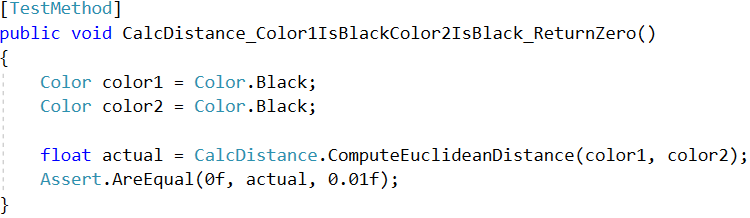 [TestMethod]
public void CalcDistance_Color1IsBlackColor2IsBlack_ReturnZero()
{
    Color color1 = Color.Black;
    Color color2 = Color.Black;

    float actual = CalcDistance.ComputeEuclideanDistance(color1, color2);
    Assert.AreEqual(0f, actual, 0.01f);
}